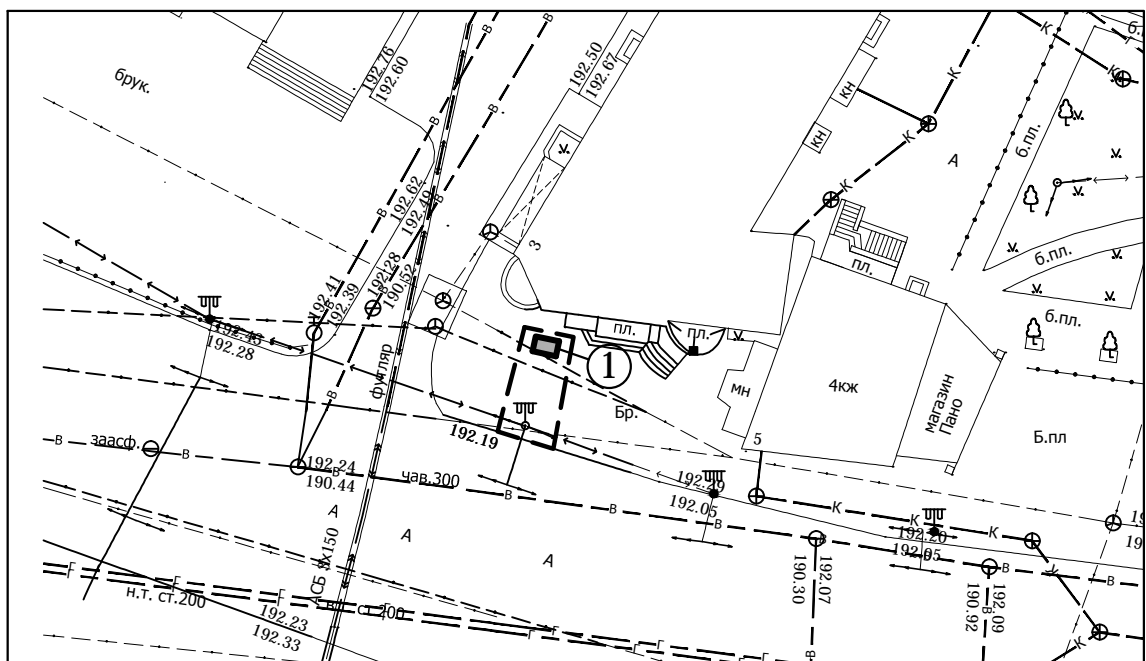 брук.
192.76
192.60
192.50
192.67
кн
кн
К
К
К
К
К
А
б.пл.
б.пл.
б.пл.
В
В
В
В
192.62
192.49
192.28
190.52
192.41
192.39
192.43
192.28
3
пл.
пл.
пл.
1
футляр
Бр.
192.19
мн
4кж
магазин
Пано
5
Б.пл
заасф.
В
192.24
190.44
В
чав.300
В
В
192.29
192.05
К
К
К
К
192.20
192.05
А
А
А
АСБ 3х150
192.07
190.30
192.09
190.92
В
В
В
н.т. ст.200
ст.200
192.23
192.33
Г
Г
Г
Г
Г
Г